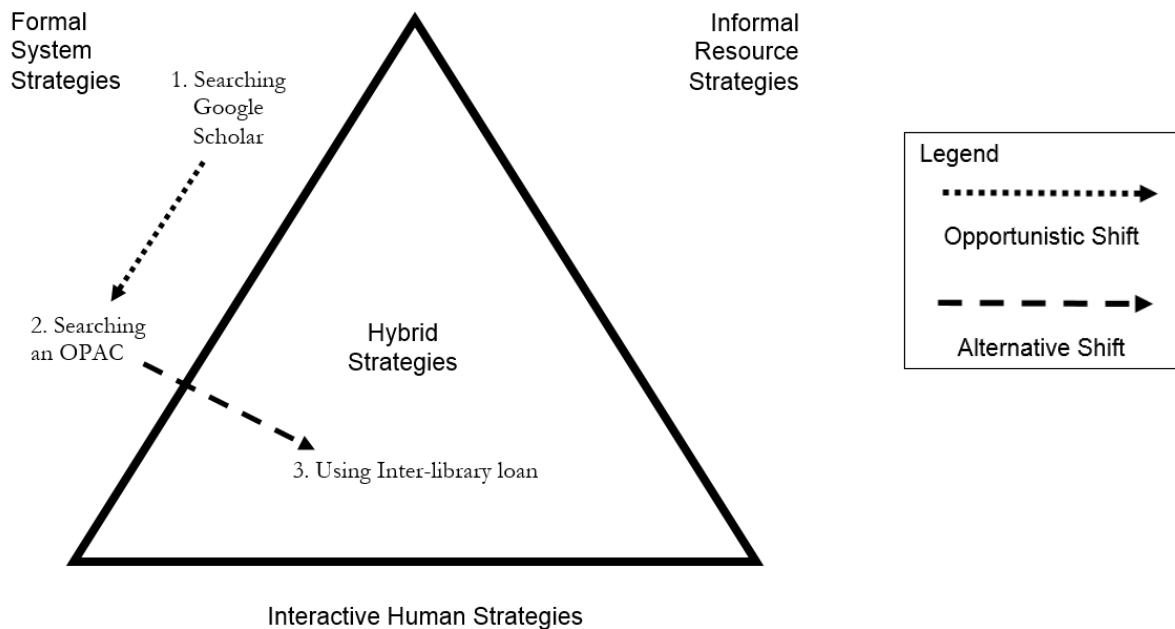 Formal
System
Strategies
Informal
Resource
Strategies
1. Searching
Google
Scholar
Legend
Opportunistic Shift
Alternative Shift
2. Searching
an OPAC
Hybrid
Strategies
3. Using Inter-library loan
Interactive Human Strategies